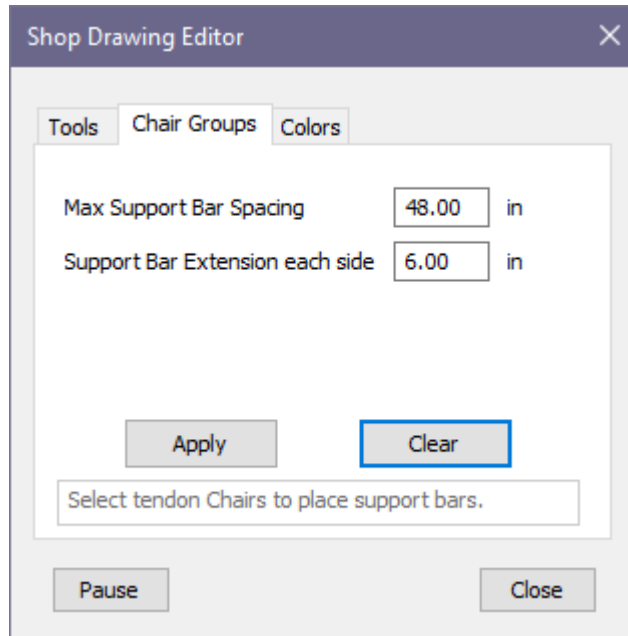 Shop Drawing Editor
Tools Chair Groups Colors
Max Support Bar Spacing 48.00 in
Support Bar Extension each side 6.00 in
Apply Clear
Select tendon Chairs to place support bars.
Pause Close